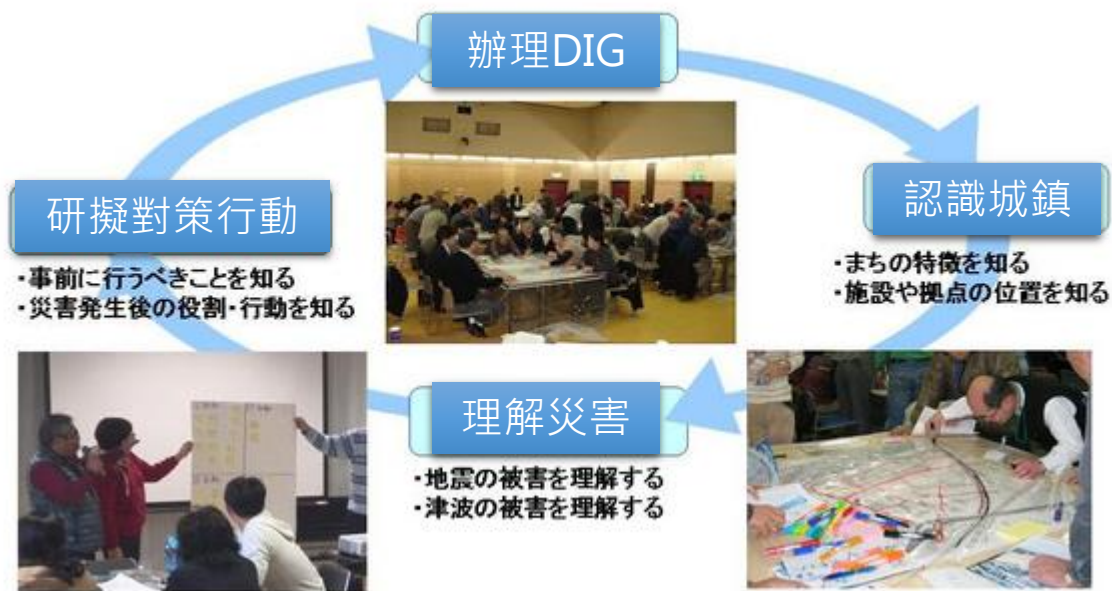 辦理DIG
認識城鎮
・まちの特徴を知る
・施設や拠点の位置を知る
理解災害
・地震の被害を理解する
・津波の被害を理解する
研擬對策行動
・事前に行うべきことを知る
・災害発生後の役割・行動を知る